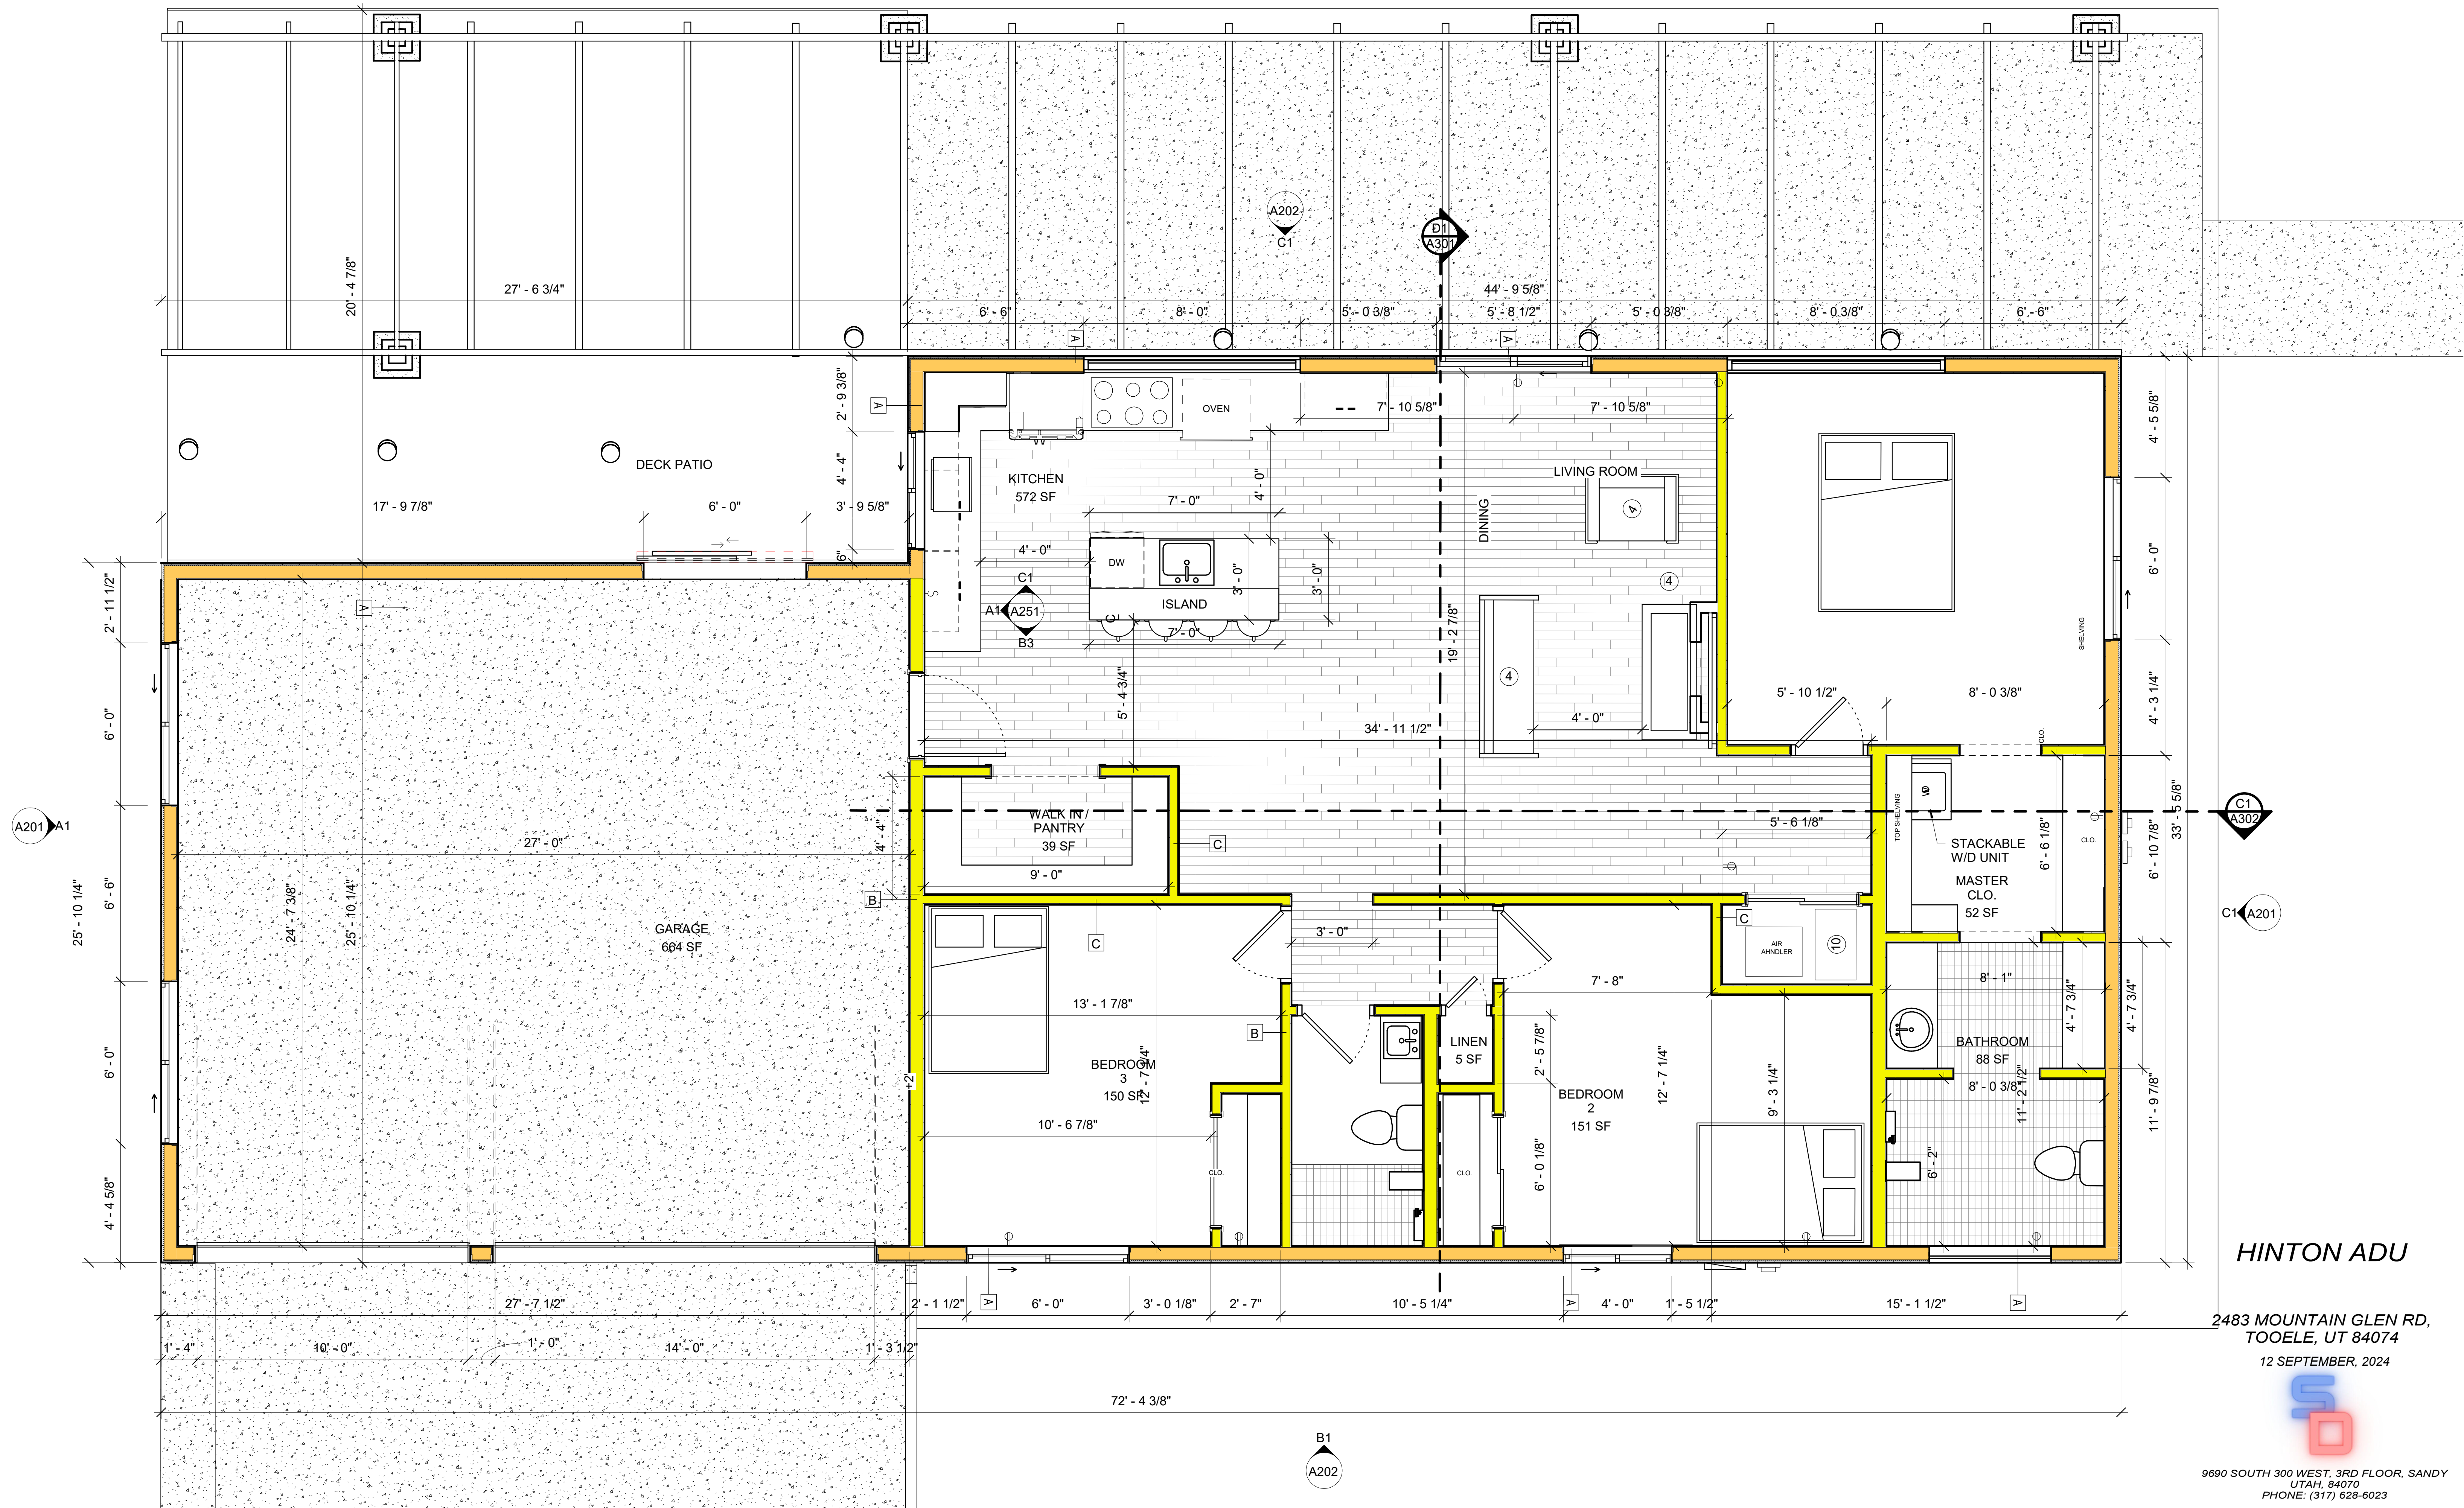 A202
C1
D1
A301
20' - 4 7/8"
27' - 6 3/4"
44' - 9 5/8"
6' - 6"
8' - 0"
5' - 0 3/8"
5' - 8 1/2"
5' - 0 3/8"
8' - 0 3/8"
6' - 6"
A
A
A
2' - 9 3/8"
4' - 4"
6"
OVEN
7' - 10 5/8"
7' - 10 5/8"
4' - 5 5/8"
DECK PATIO
KITCHEN
572 SF
LIVING ROOM
DINING
4
17' - 9 7/8"
6' - 0"
3' - 9 5/8"
7' - 0"
4' - 0"
4' - 0"
DW
3' - 0"
3' - 0"
ISLAND
7' - 0"
C1
A1
A251
B3
S
4
4
6' - 0"
SHELVING
A
2' - 11 1/2"
6' - 0"
19' - 2 7/8"
5' - 4 3/4"
34' - 11 1/2"
4' - 0"
5' - 10 1/2"
8' - 0 3/8"
4' - 3 1/4"
CLO.
33' - 5 5/8"
A201
A1
WALK IN /
PANTRY
39 SF
4' - 4"
9' - 0"
C
5' - 6 1/8"
TOP SHELVING
STACKABLE
W/D UNIT
MASTER
CLO.
52 SF
6' - 6 1/8"
CLO.
6' - 10 7/8"
C1
A302
C1
A201
27' - 0"
24' - 7 3/8"
25' - 10 1/4"
25' - 10 1/4"
6' - 6"
GARAGE
664 SF
B
C
3' - 0"
C
AIR
AHNDLER
10
7' - 8"
8' - 1"
4' - 7 3/4"
4' - 7 3/4"
13' - 1 7/8"
B
BEDROOM
3
150 SF
12' - 7 1/4"
LINEN
5 SF
2' - 5 7/8"
BEDROOM
2
151 SF
12' - 7 1/4"
9' - 3 1/4"
BATHROOM
88 SF
8' - 0 3/8"
11' - 2 1/2"
11' - 9 7/8"
6' - 0"
10' - 6 7/8"
CLO.
CLO.
6' - 0 1/8"
6' - 2"
4' - 4 5/8"
27' - 7 1/2"
2' - 1 1/2"
A
6' - 0"
3' - 0 1/8"
2' - 7"
10' - 5 1/4"
A
4' - 0"
1' - 5 1/2"
15' - 1 1/2"
A
1' - 4"
10' - 0"
1' - 0"
14' - 0"
1' - 3 1/2"
72' - 4 3/8"
B1
A202
HINTON ADU
2483 MOUNTAIN GLEN RD,
TOOELE, UT 84074
12 SEPTEMBER, 2024
SD
9690 SOUTH 300 WEST, 3RD FLOOR, SANDY
UTAH, 84070
PHONE: (317) 628-6023